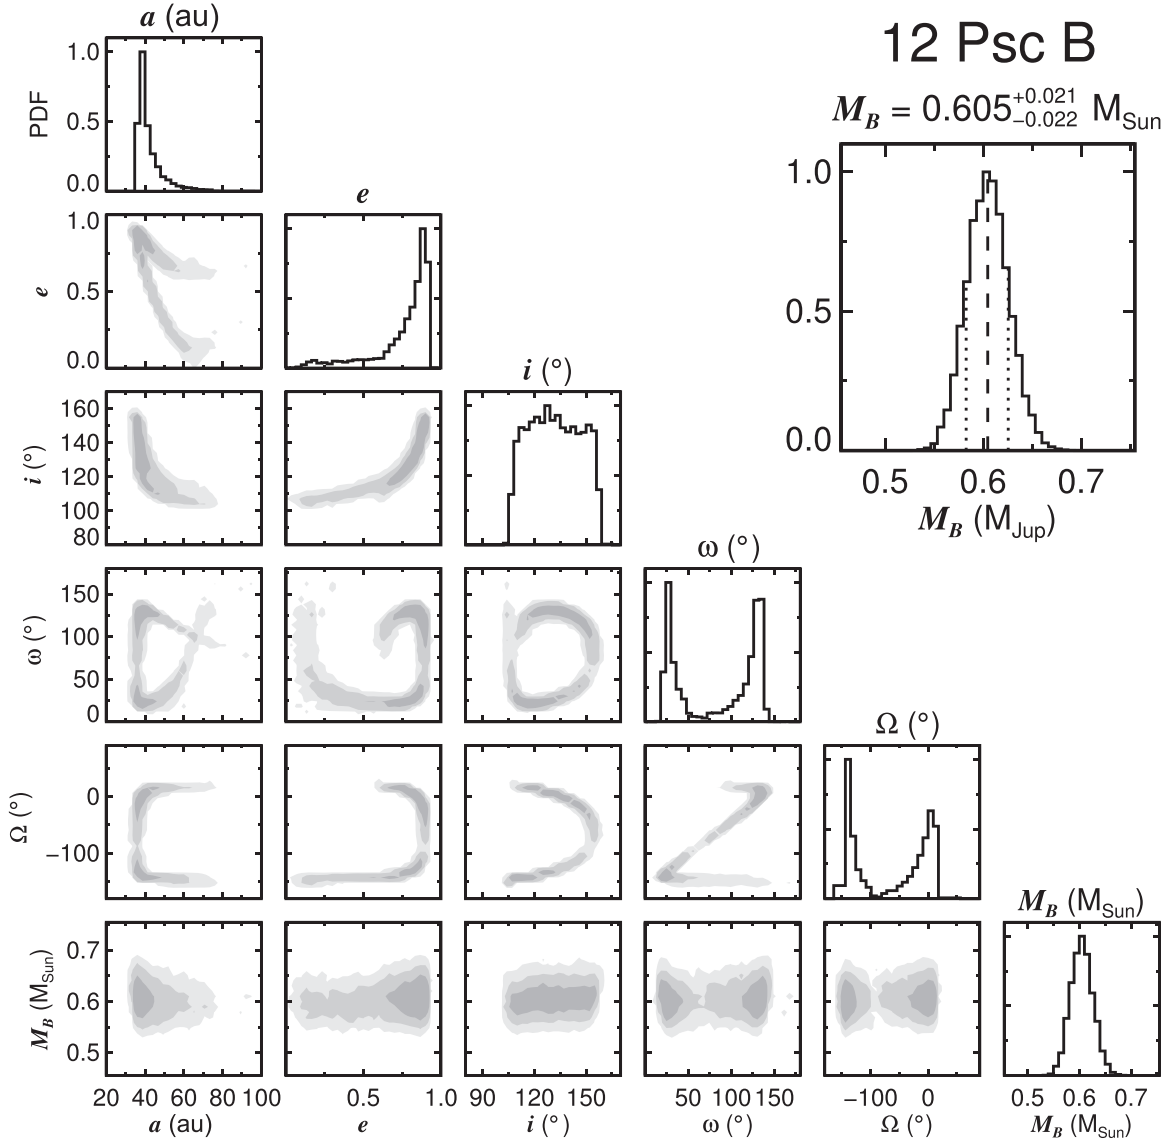 a (au)
12 Psc B
M_B = 0.605^{+0.021}_{−0.022} M_Sun
PDF
1.0
0.5
0.0
e
1.0
0.5
0.0
M_B (M_Jup)
0.5 0.6 0.7
e
1.0
0.5
0.0
i (°)
i (°)
160
140
120
100
80
ω (°)
ω (°)
150
100
50
0
Ω (°)
Ω (°)
0
−100
M_B (M_Sun)
M_B (M_Sun)
0.7
0.6
0.5
20 40 60 80 100
0.5 1.0
90 120 150
50 100 150
−100 0
0.5 0.6 0.7
a (au) e i (°) ω (°) Ω (°) M_B (M_Sun)